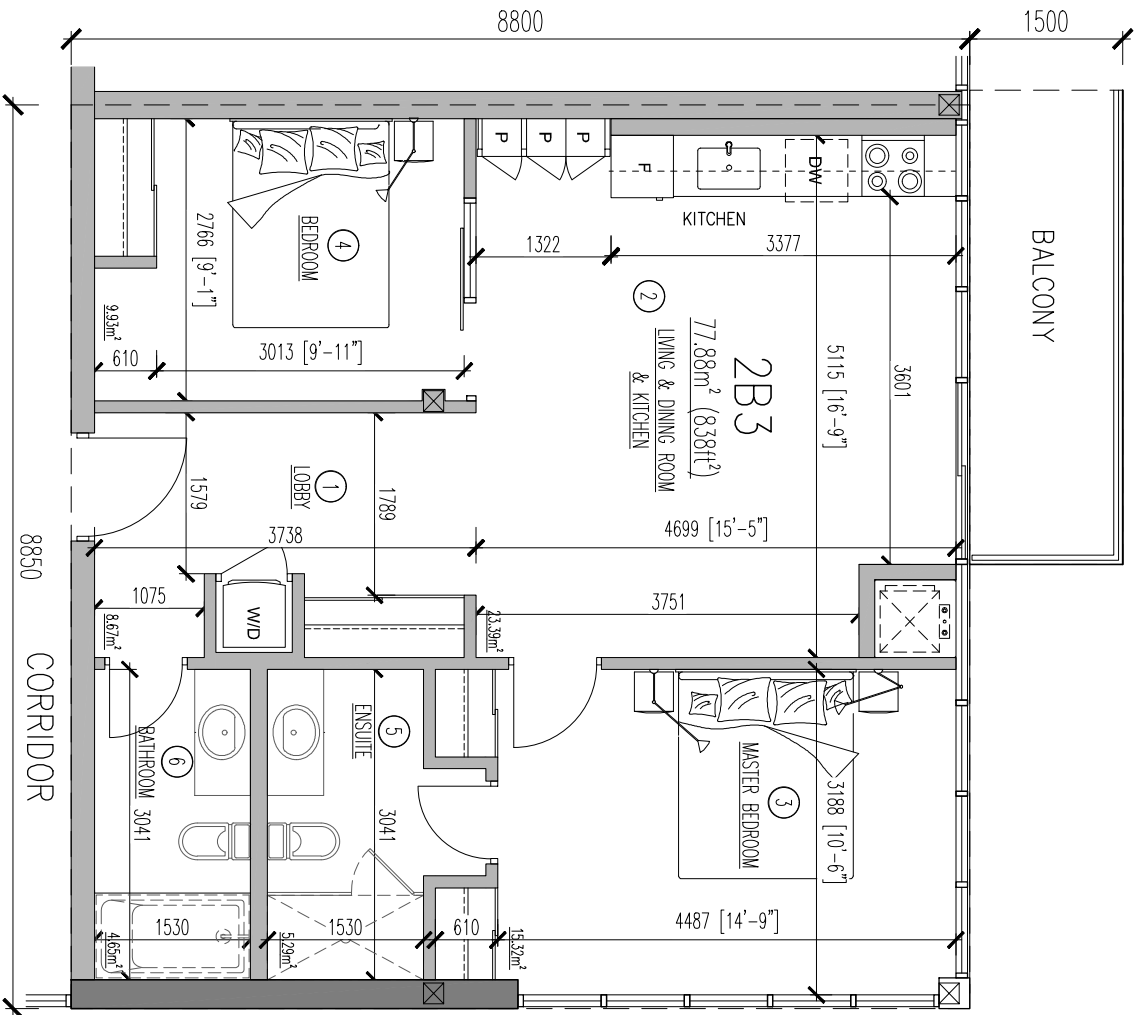 8800
1500
P
P
P
F
DW
KITCHEN
BALCONY
1322
3377
2766 [9'-1"]
4
BEDROOM
9.93m²
610
3013 [9'-11"]
2
LIVING & DINING ROOM
& KITCHEN
77.88m² (838ft²)
2B3
5115 [16'-9"]
3601
1
LOBBY
1579
1789
3738
4699 [15'-5"]
8850
1075
8.67m²
W/D
23.39m²
3751
CORRIDOR
6
BATHROOM
3041
5
ENSUITE
3041
3
MASTER BEDROOM
3188 [10'-6"]
4487 [14'-9"]
1530
4.65m²
1530
5.29m²
610
15.32m²